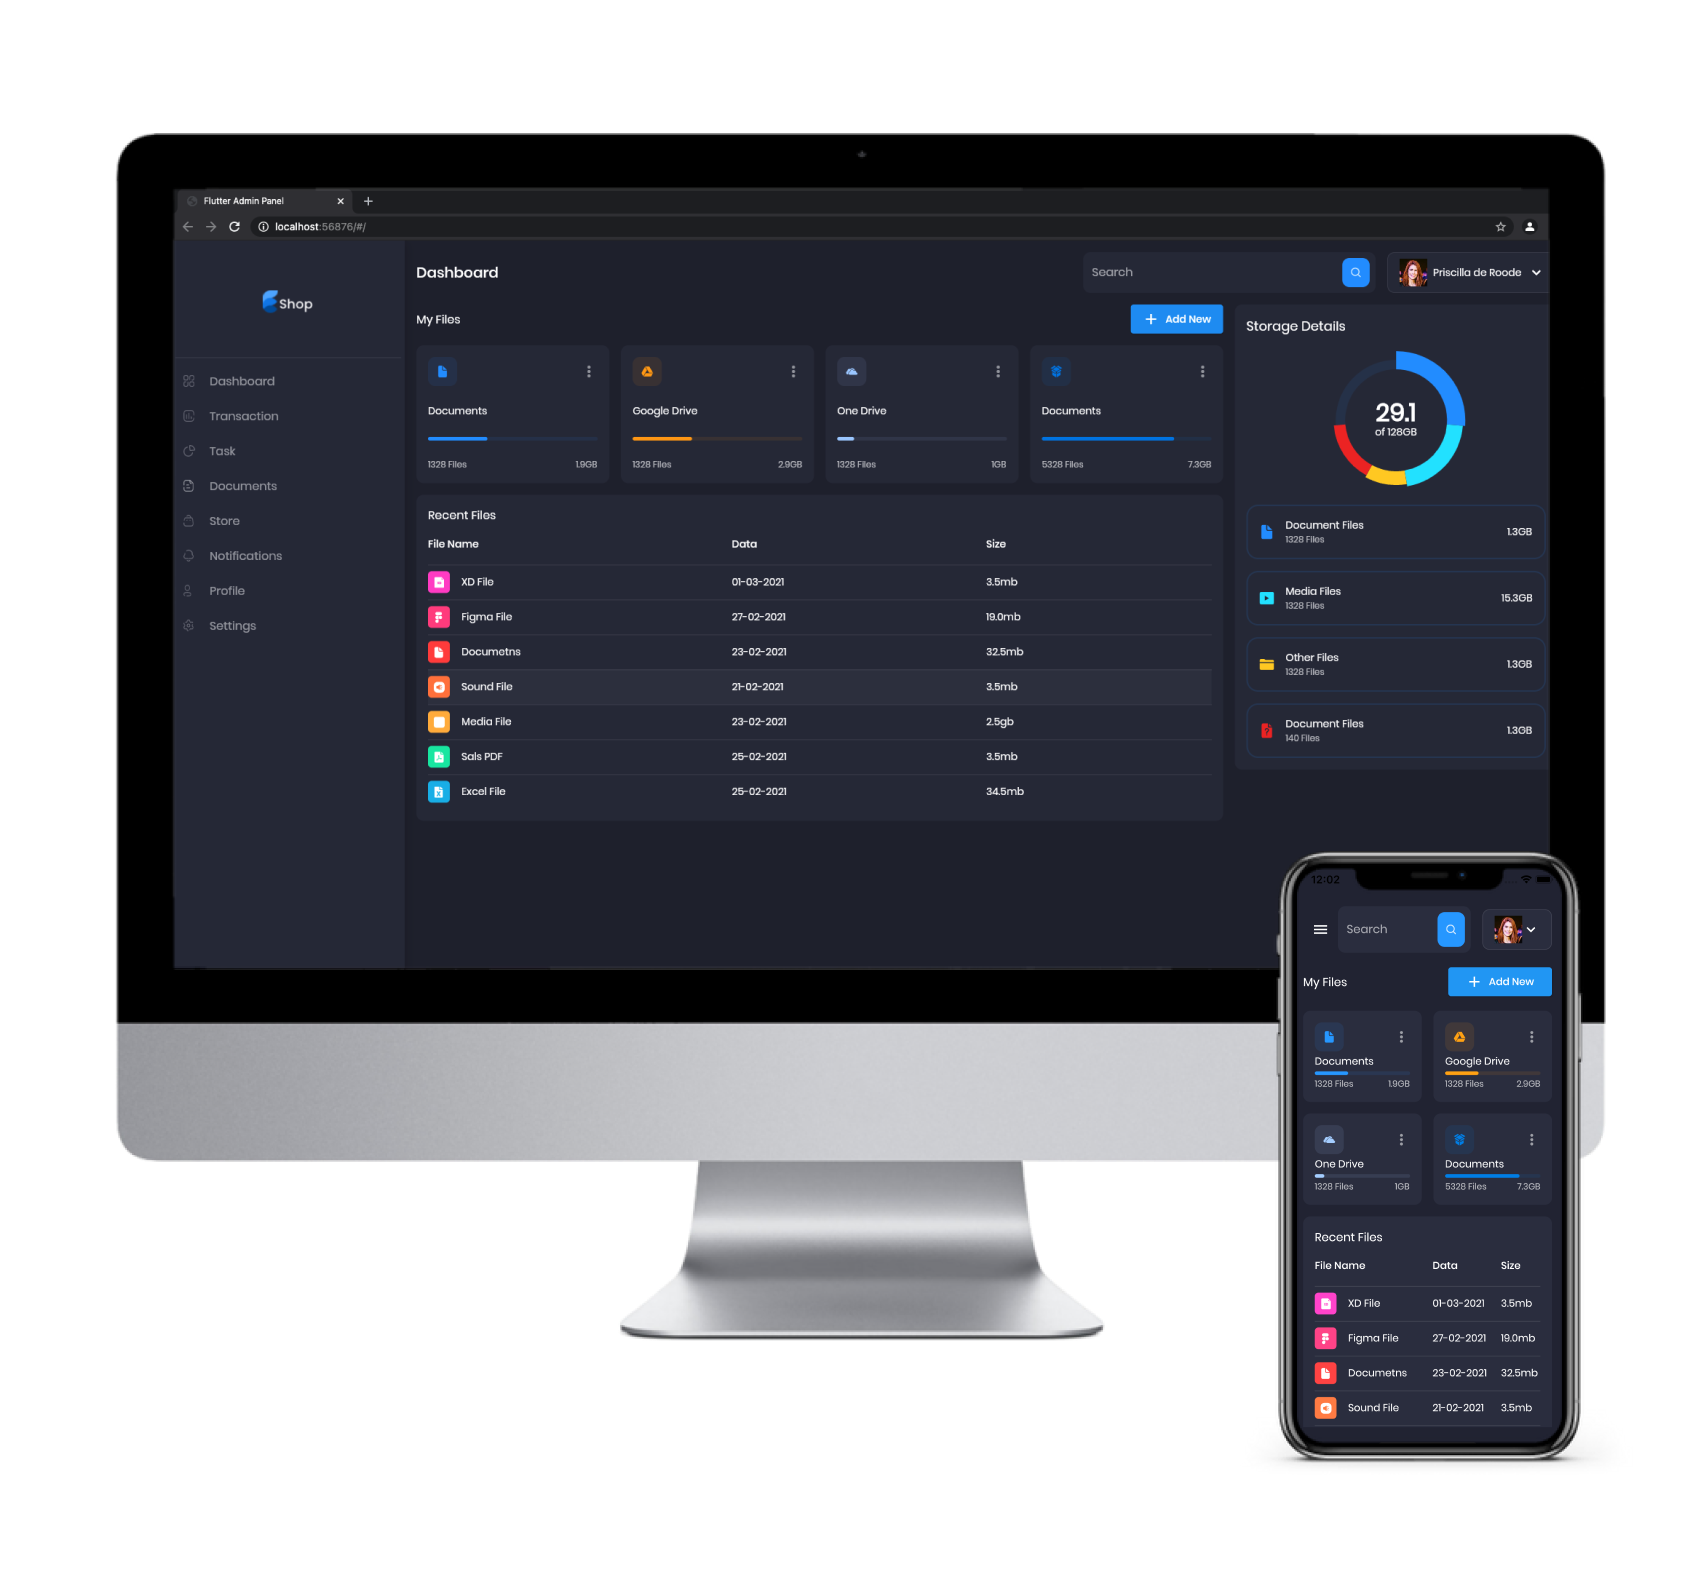 Flutter Admin Panel
localhost:56876/#/
Shop
Dashboard
Transaction
Task
Documents
Store
Notifications
Profile
Settings
Dashboard
Search
Priscilla de Roode
My Files
Add New
Documents
1328 Files 1.9GB
Google Drive
1328 Files 2.9GB
One Drive
1328 Files 1GB
Documents
5328 Files 7.3GB
Recent Files
File Name Data Size
XD File 01-03-2021 3.5mb
Figma File 27-02-2021 19.0mb
Documetns 23-02-2021 32.5mb
Sound File 21-02-2021 3.5mb
Media File 23-02-2021 2.5gb
Sals PDF 25-02-2021 3.5mb
Excel File 25-02-2021 34.5mb
Storage Details
29.1
of 128GB
Document Files
1328 Files
1.3GB
Media Files
1328 Files
15.3GB
Other Files
1328 Files
1.3GB
Document Files
140 Files
1.3GB
12:02
Search
My Files
Add New
Documents
1328 Files 1.9GB
Google Drive
1328 Files 2.9GB
One Drive
1328 Files 1GB
Documents
5328 Files 7.3GB
Recent Files
File Name Data Size
XD File 01-03-2021 3.5mb
Figma File 27-02-2021 19.0mb
Documetns 23-02-2021 32.5mb
Sound File 21-02-2021 3.5mb